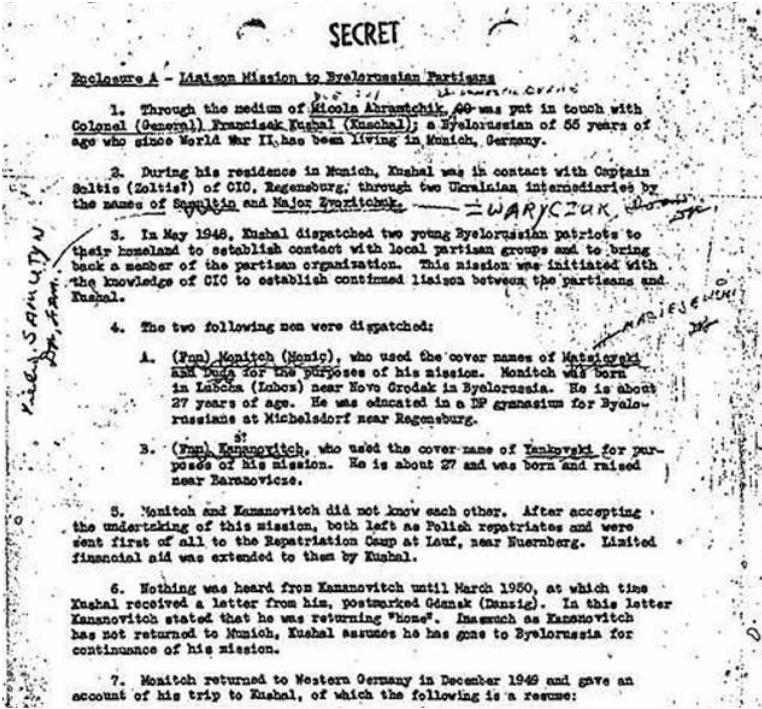 SECRET
Enclosure A - Liaison Mission to Byelorussian Partisans
1. Through the medium of Micola Abramtchik, was put in touch with
Colonel (General) Francisek Kushal (Kuschal); a Byelorussian of 55 years of
age who since World War II, has been living in Munich, Germany.
2. During his residence in Munich, Kushal was in contact with Captain
Soltis (Zoltis?) of CIC, Regensburg, through two Ukrainian intermediaries by
the names of and Major Zvoritchuk.
ZWARYCZUK,
3. In May 1948, Kushal dispatched two young Byelorussian patriots to
their homeland to establish contact with local partisan groups and to bring
back a member of the partisan organization. This mission was initiated with
the knowledge of CIC to establish continued liaison between the partisans and
Kushal.
SAMUTYN
4. The two following men were dispatched:
A. (Fnu) Monitch (Monic), who used the cover names of Matsievski
and Duda for the purposes of his mission. Monitch was born
in Lubcha (Lubcz) near Novo Grodak in Byelorussia. He is about
27 years of age. He was educated in a DP gymnasium for Byelo-
russians at Michelsdorf near Regensburg.
B. (Fnu) Kananovitch, who used the cover name of Yankovski for pur-
poses of his mission. He is about 27 and was born and raised
near Baranovicze.
5. Monitch and Kananovitch did not know each other. After accepting
the undertaking of this mission, both left as Polish repatriates and were
sent first of all to the Repatriation Camp at Lauf, near Nuernberg. Limited
financial aid was extended to them by Kushal.
6. Nothing was heard from Kananovitch until March 1950, at which time
Kushal received a letter from him, postmarked Gdansk (Danzig). In this letter
Kananovitch stated that he was returning "home". Inasmuch as Kananovitch
has not returned to Munich, Kushal assumes he has gone to Byelorussia for
continuance of his mission.
7. Monitch returned to Western Germany in December 1949 and gave an
account of his trip to Kushal, of which the following is a resume: